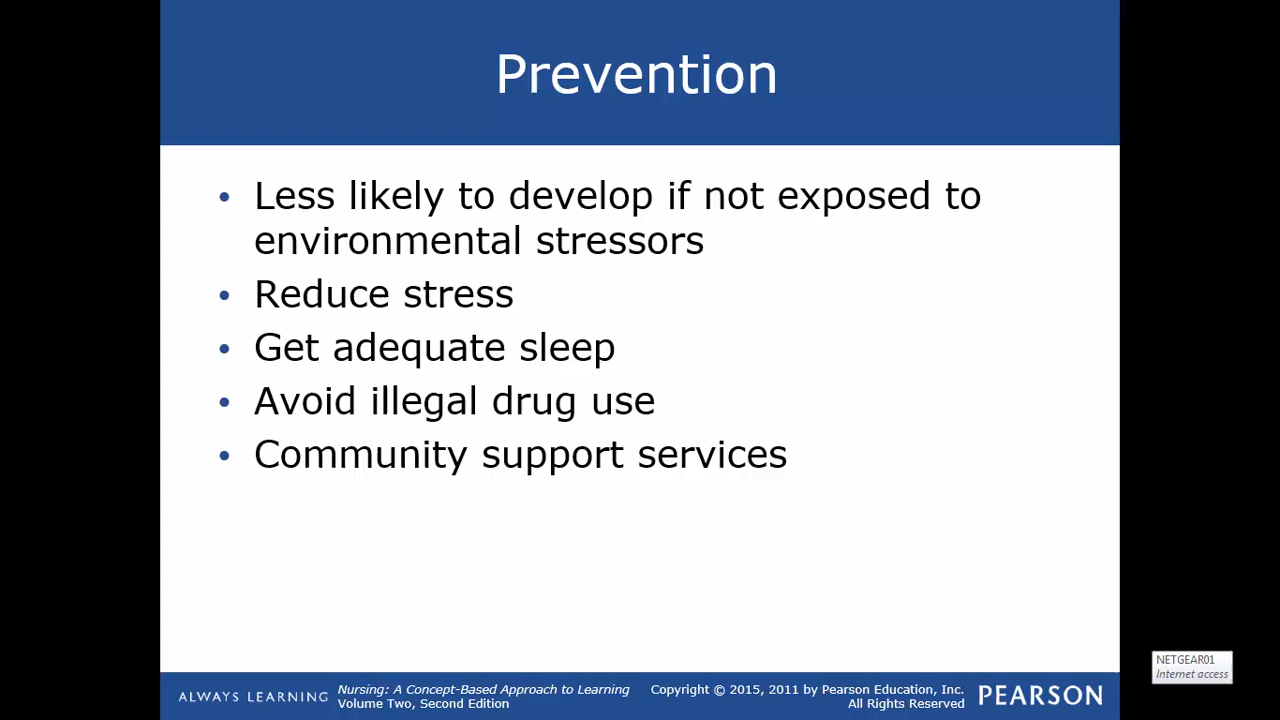 Prevention
• Less likely to develop if not exposed to
environmental stressors
• Reduce stress
• Get adequate sleep
• Avoid illegal drug use
• Community support services
NETGEAR01
Internet access
ALWAYS LEARNING
Nursing: A Concept-Based Approach to Learning
Volume Two, Second Edition
Copyright © 2015, 2011 by Pearson Education, Inc.
All Rights Reserved
PEARSON